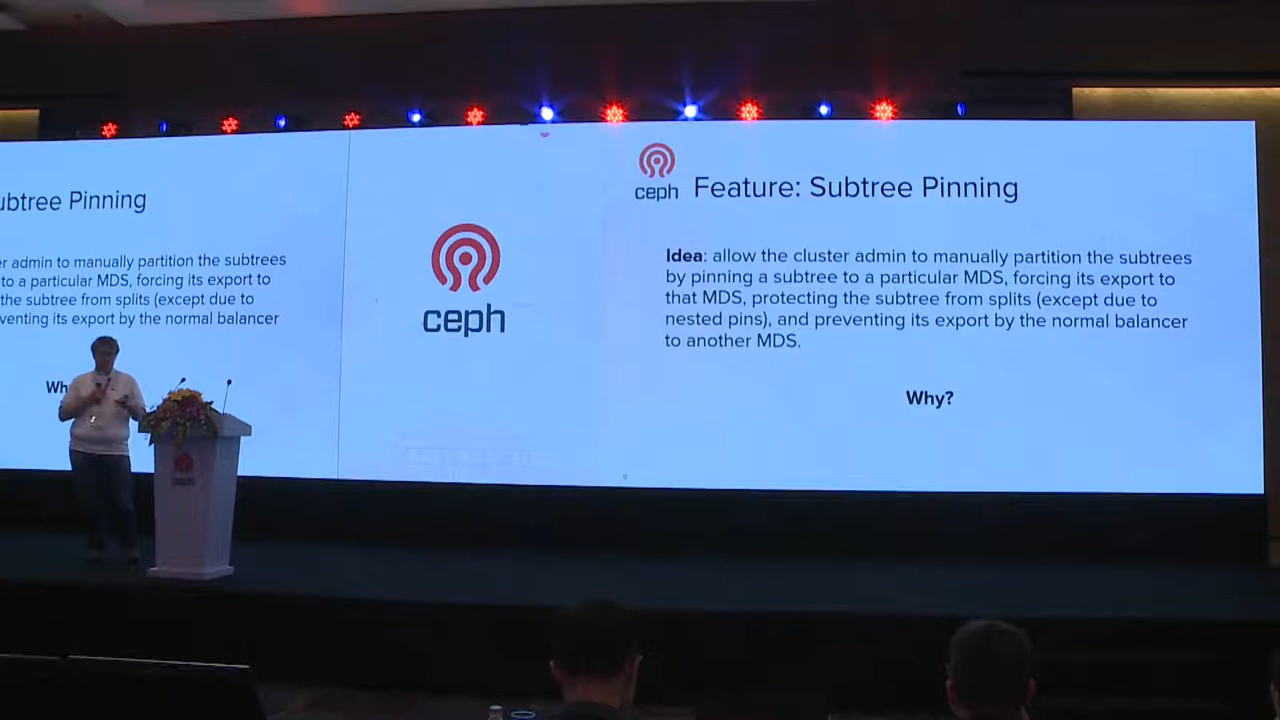 ubtree Pinning
er admin to manually partition the subtrees
to a particular MDS, forcing its export to
the subtree from splits (except due to
venting its export by the normal balancer
Wh
ceph
ceph
Feature: Subtree Pinning
Idea: allow the cluster admin to manually partition the subtrees
by pinning a subtree to a particular MDS, forcing its export to
that MDS, protecting the subtree from splits (except due to
nested pins), and preventing its export by the normal balancer
to another MDS.
Why?